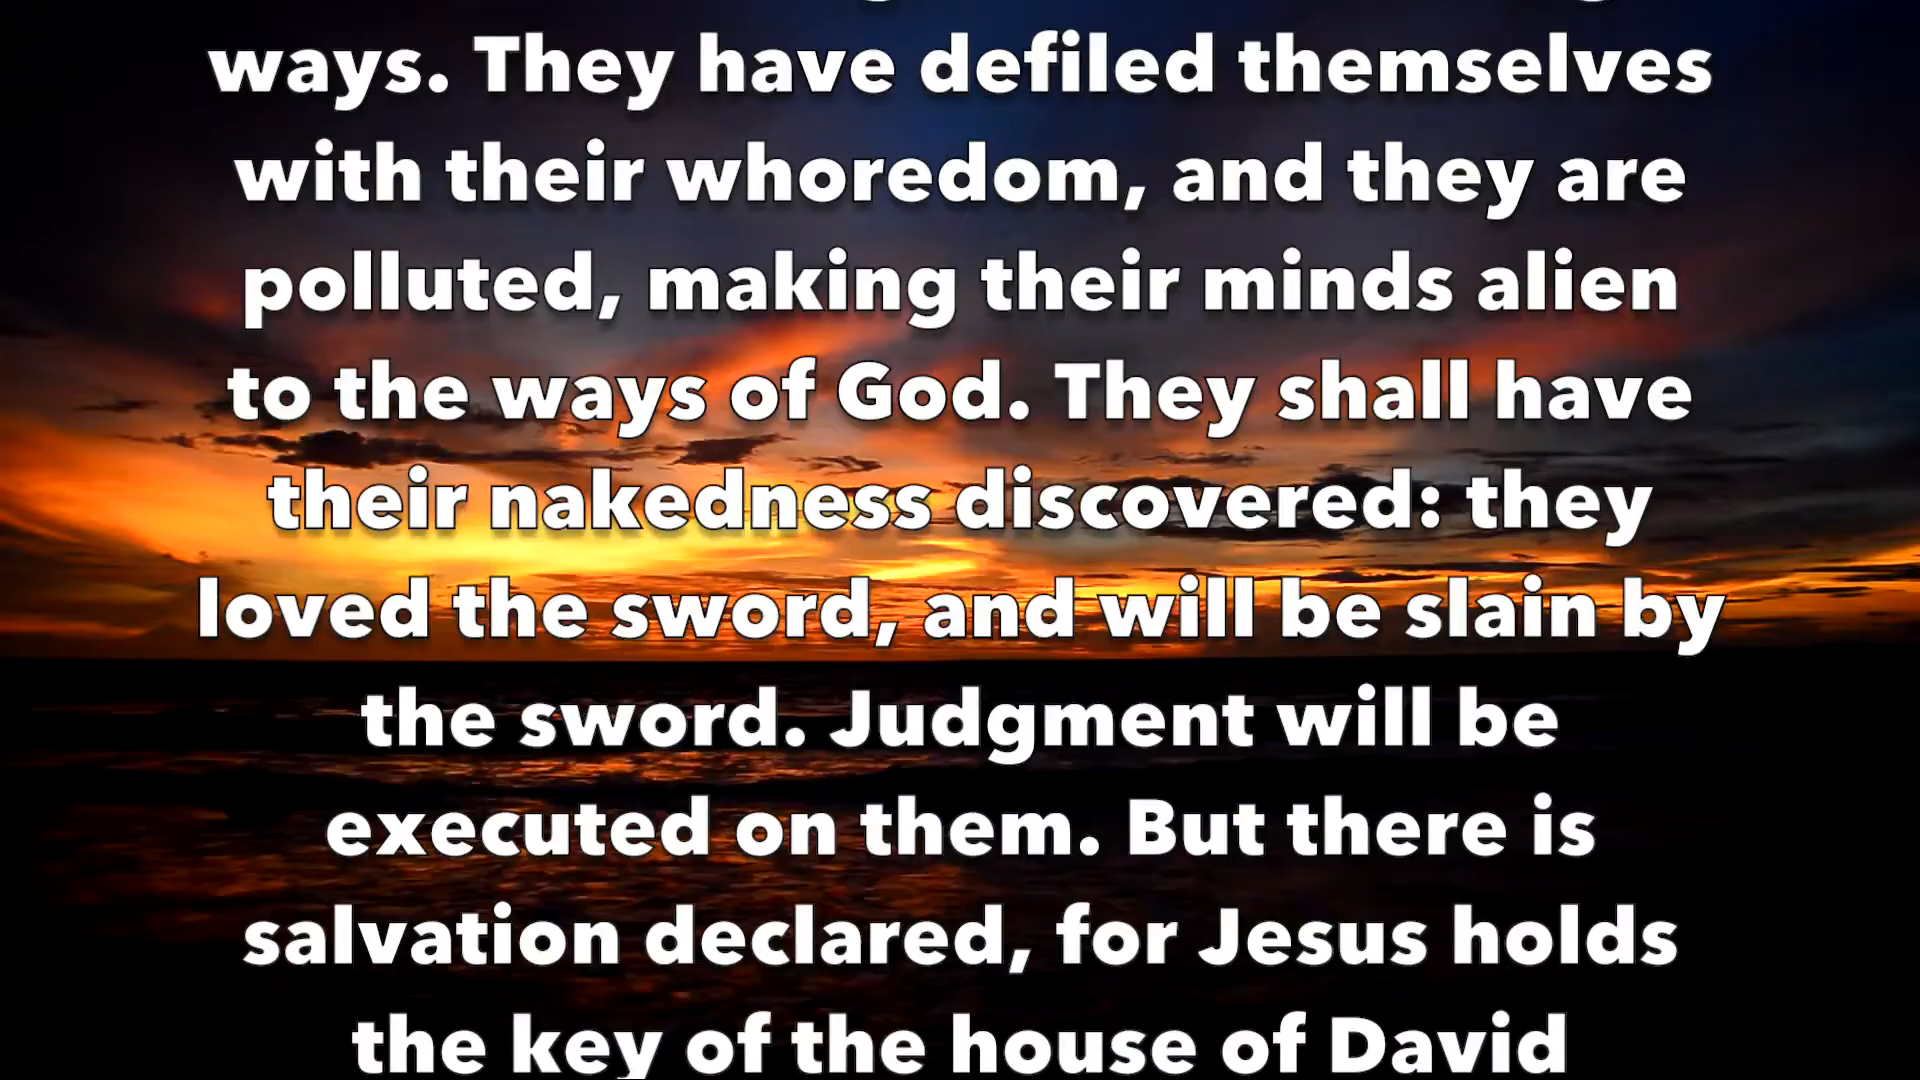 ways. They have defiled themselves
with their whoredom, and they are
polluted, making their minds alien
to the ways of God. They shall have
their nakedness discovered: they
loved the sword, and will be slain by
the sword. Judgment will be
executed on them. But there is
salvation declared, for Jesus holds
the key of the house of David